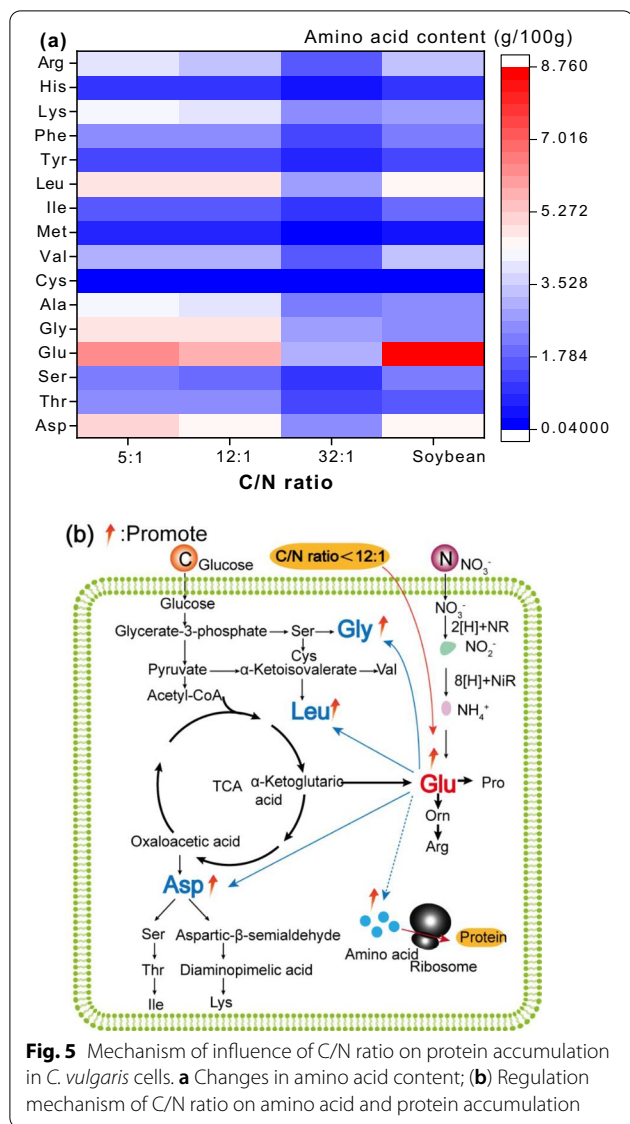 (a)
Amino acid content (g/100g)
Arg
His
Lys
Phe
Tyr
Leu
Ile
Met
Val
Cys
Ala
Gly
Glu
Ser
Thr
Asp
5:1 12:1 32:1 Soybean
C/N ratio
8.760
7.016
5.272
3.528
1.784
0.04000
(b) :Promote
C Glucose
C/N ratio<12:1
N NO₃⁻
Glucose
NO₃⁻
2[H]+NR
NO₂⁻
8[H]+NiR
NH₄⁺
Glycerate-3-phosphate Ser Gly
Cys
Pyruvate α-Ketoisovalerate Val
Acetyl-CoA
Leu
TCA α-Ketoglutario
acid
Glu Pro
Orn
Arg
Oxaloacetic acid
Asp
Ser Aspartic-β-semialdehyde
Thr Diaminopimelic acid
Ile Lys
Amino acid
Ribosome
Protein
Fig. 5 Mechanism of influence of C/N ratio on protein accumulation
in C. vulgaris cells. a Changes in amino acid content; (b) Regulation
mechanism of C/N ratio on amino acid and protein accumulation